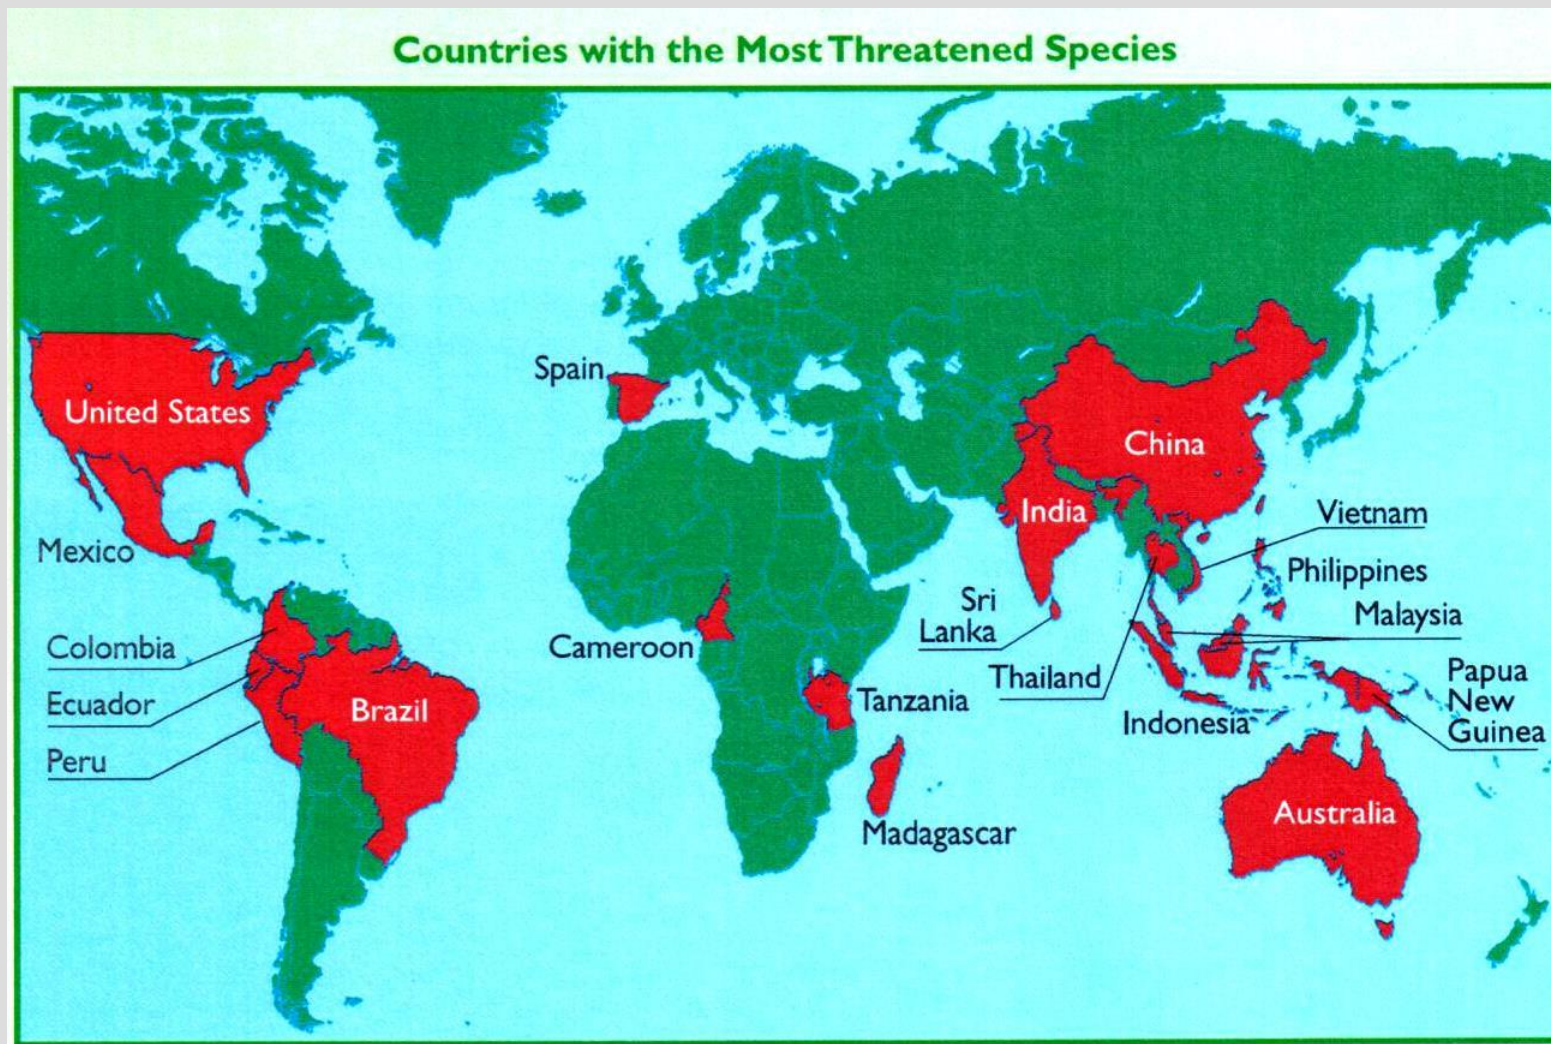 Countries with the Most Threatened Species
United States
Mexico
Colombia
Ecuador
Peru
Brazil
Spain
Cameroon
Tanzania
Madagascar
China
India
Sri
Lanka
Thailand
Vietnam
Philippines
Malaysia
Indonesia
Papua
New
Guinea
Australia